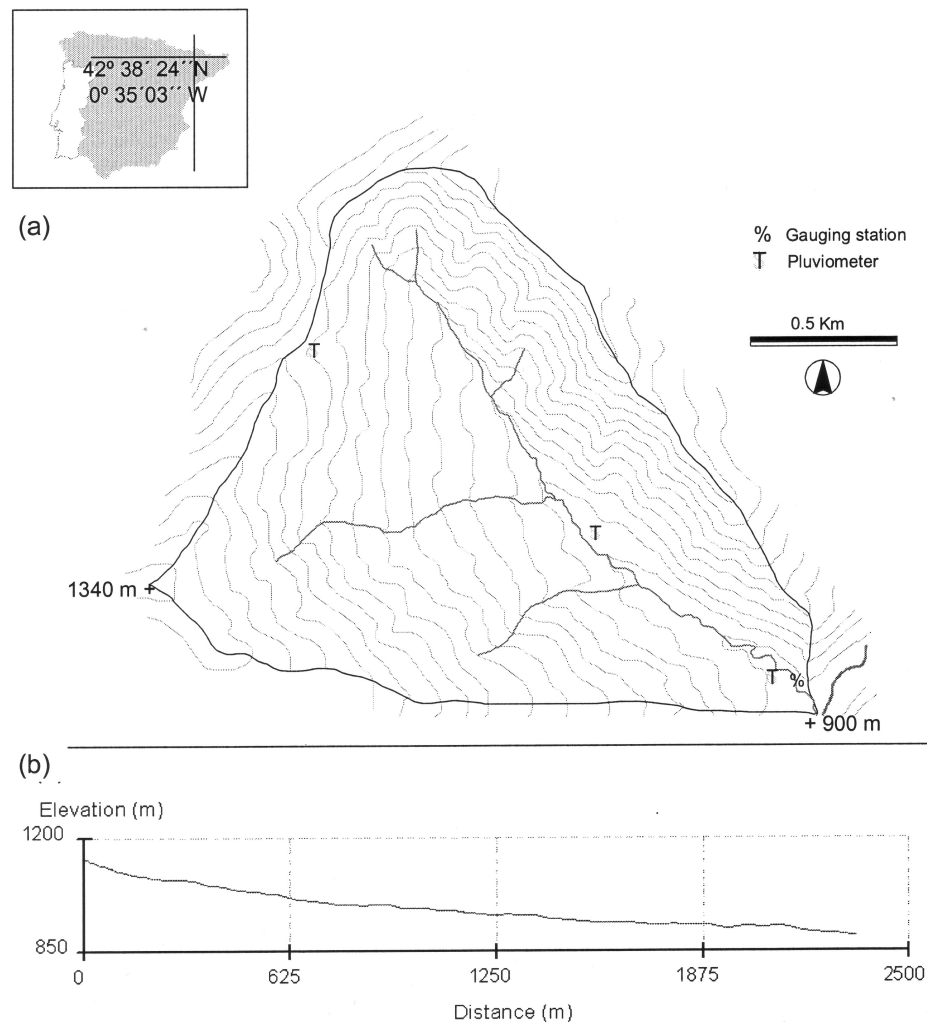 42º 38´ 24´´N
0º 35´03´´ W
(a)
% Gauging station
T Pluviometer
0.5 Km
T
T
1340 m +
T %
+ 900 m
(b)
Elevation (m)
1200
850
0 625 1250 1875 2500
Distance (m)